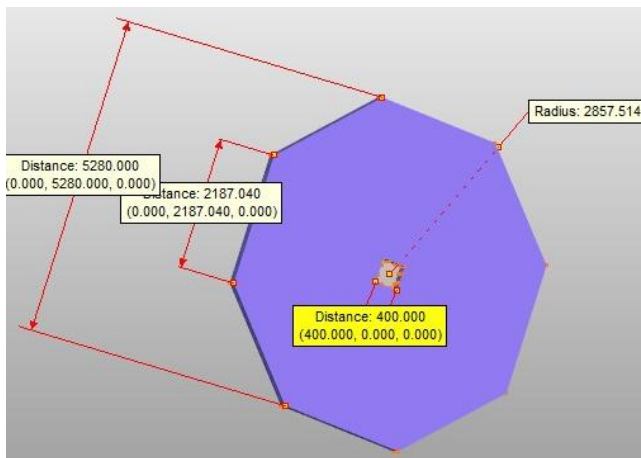 Radius: 2857.514
Distance: 5280.000
(0.000, 5280.000, 0.000)
Distance: 2187.040
(0.000, 2187.040, 0.000)
Distance: 400.000
(400.000, 0.000, 0.000)